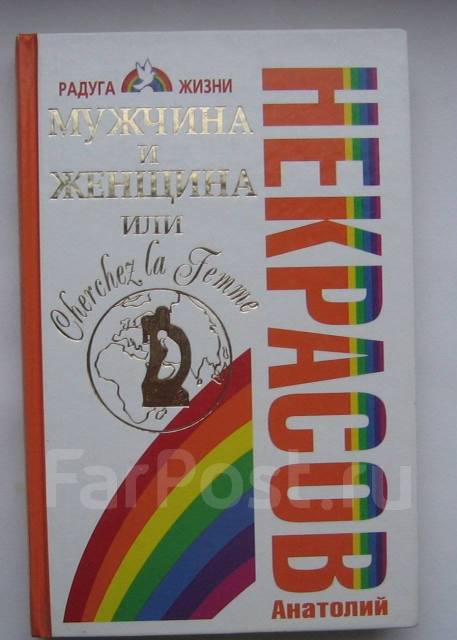 РАДУГА ЖИЗНИ
МУЖЧИНА
И
ЖЕНЩИНА
ИЛИ
Cherchez la Femme
НЕКРАСОВ
Анатолий
FarPost.ru